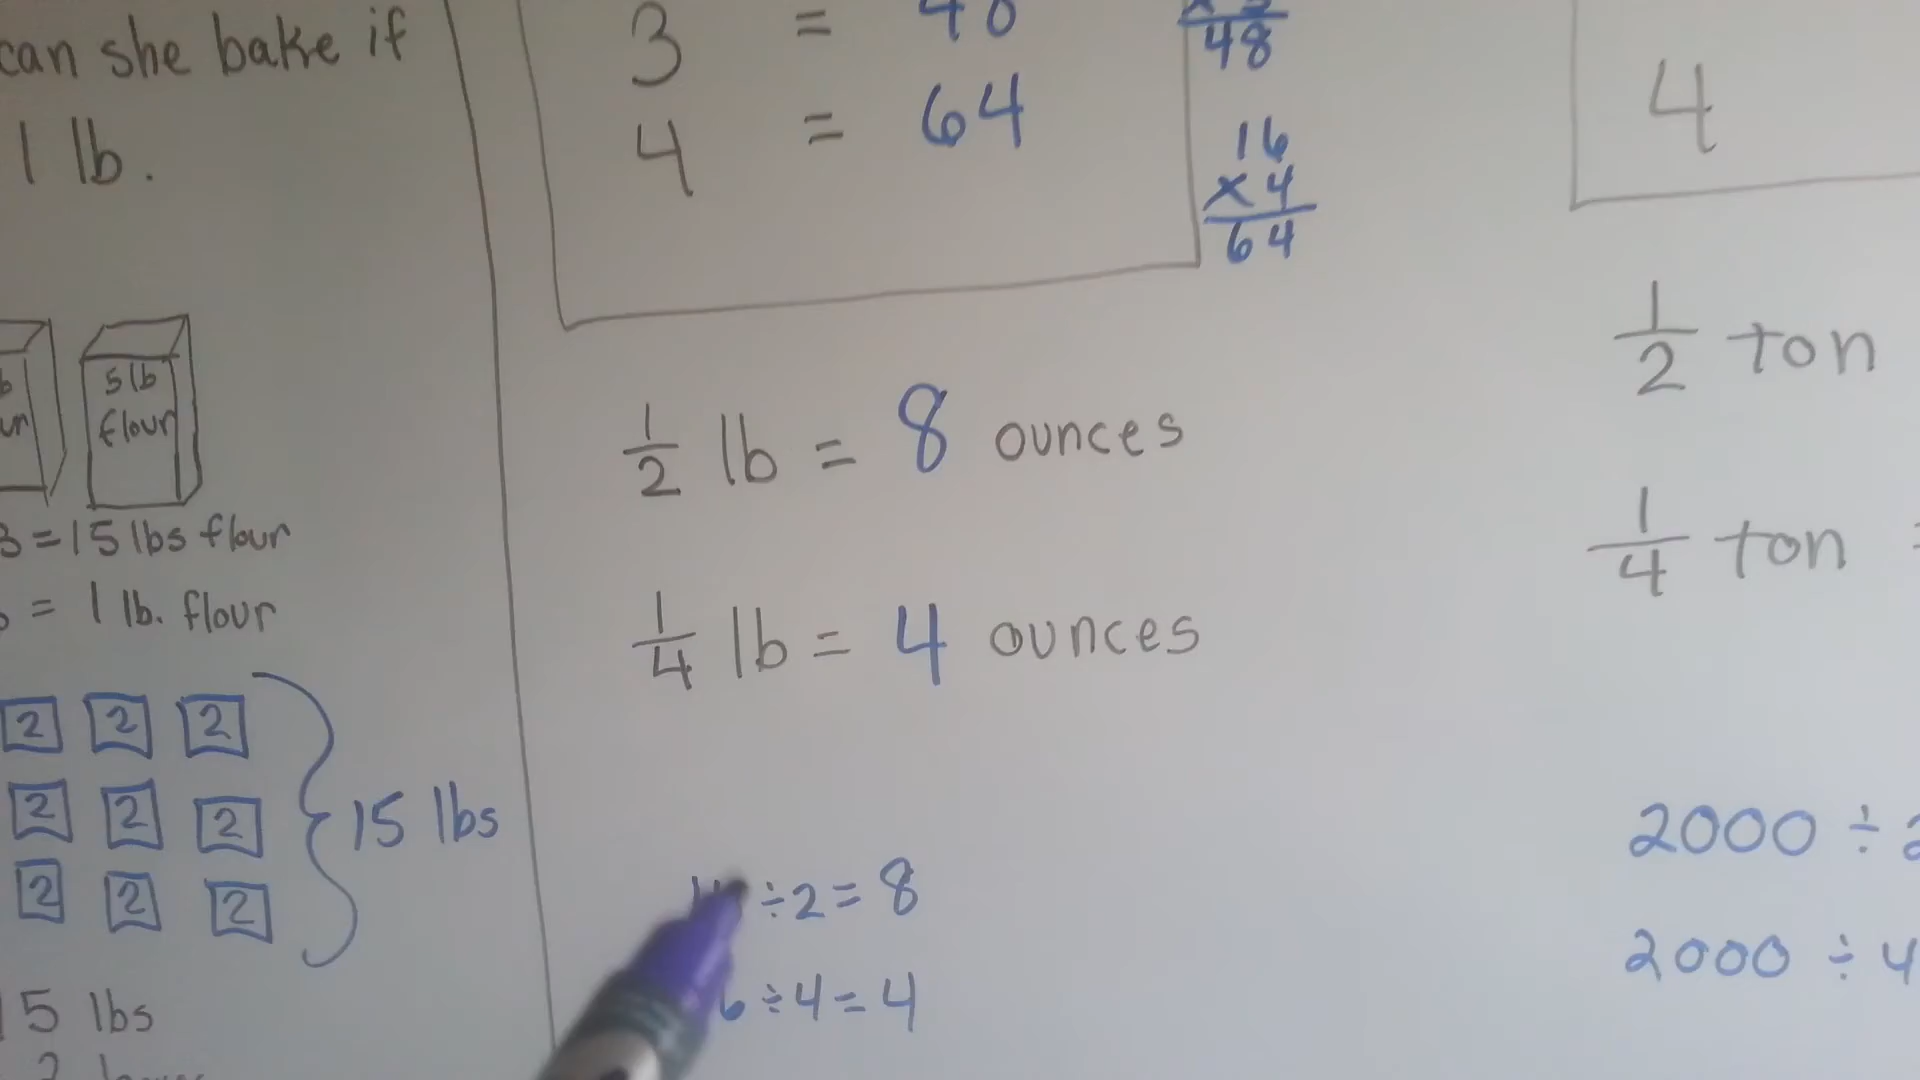 can she bake if
1 lb.
5 lb
flour
3 = 15 lbs flour
= 1 lb. flour
2 2 2
2 2 2
2 2 2
15 lbs
15 lbs
3 = 48
4 = 64
48
16
× 4
64
1/2 lb = 8 ounces
1/4 lb = 4 ounces
÷ 2 = 8
6 ÷ 4 = 4
4
1/2 ton
1/4 ton =
2000 ÷ 2
2000 ÷ 4